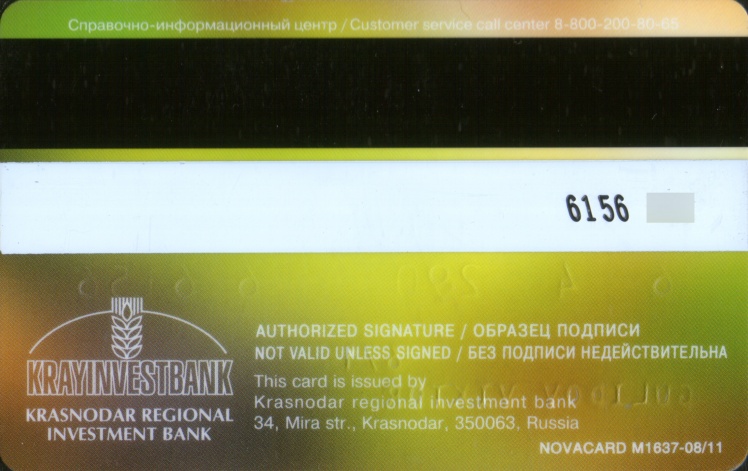 Справочно-информационный центр / Customer service call center 8-800-200-80-65
6156
KRAYINVESTBANK
KRASNODAR REGIONAL
INVESTMENT BANK
AUTHORIZED SIGNATURE / ОБРАЗЕЦ ПОДПИСИ
NOT VALID UNLESS SIGNED / БЕЗ ПОДПИСИ НЕДЕЙСТВИТЕЛЬНА
This card is issued by
Krasnodar regional investment bank
34, Mira str., Krasnodar, 350063, Russia
NOVACARD M1637-08/11